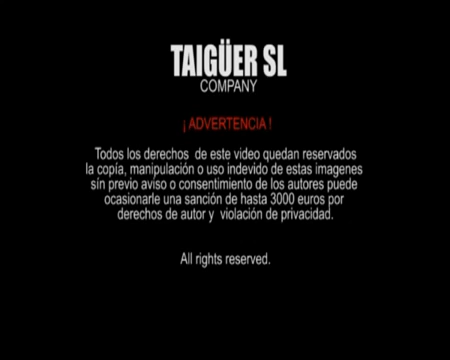 TAIGÜER SL
COMPANY
¡ ADVERTENCIA !
Todos los derechos de este video quedan reservados
la copía, manipulación o uso indevido de estas imagenes
sín previo aviso o consentimiento de los autores puede
ocasionarle una sanción de hasta 3000 euros por
derechos de autor y violación de privacidad.
All rights reserved.